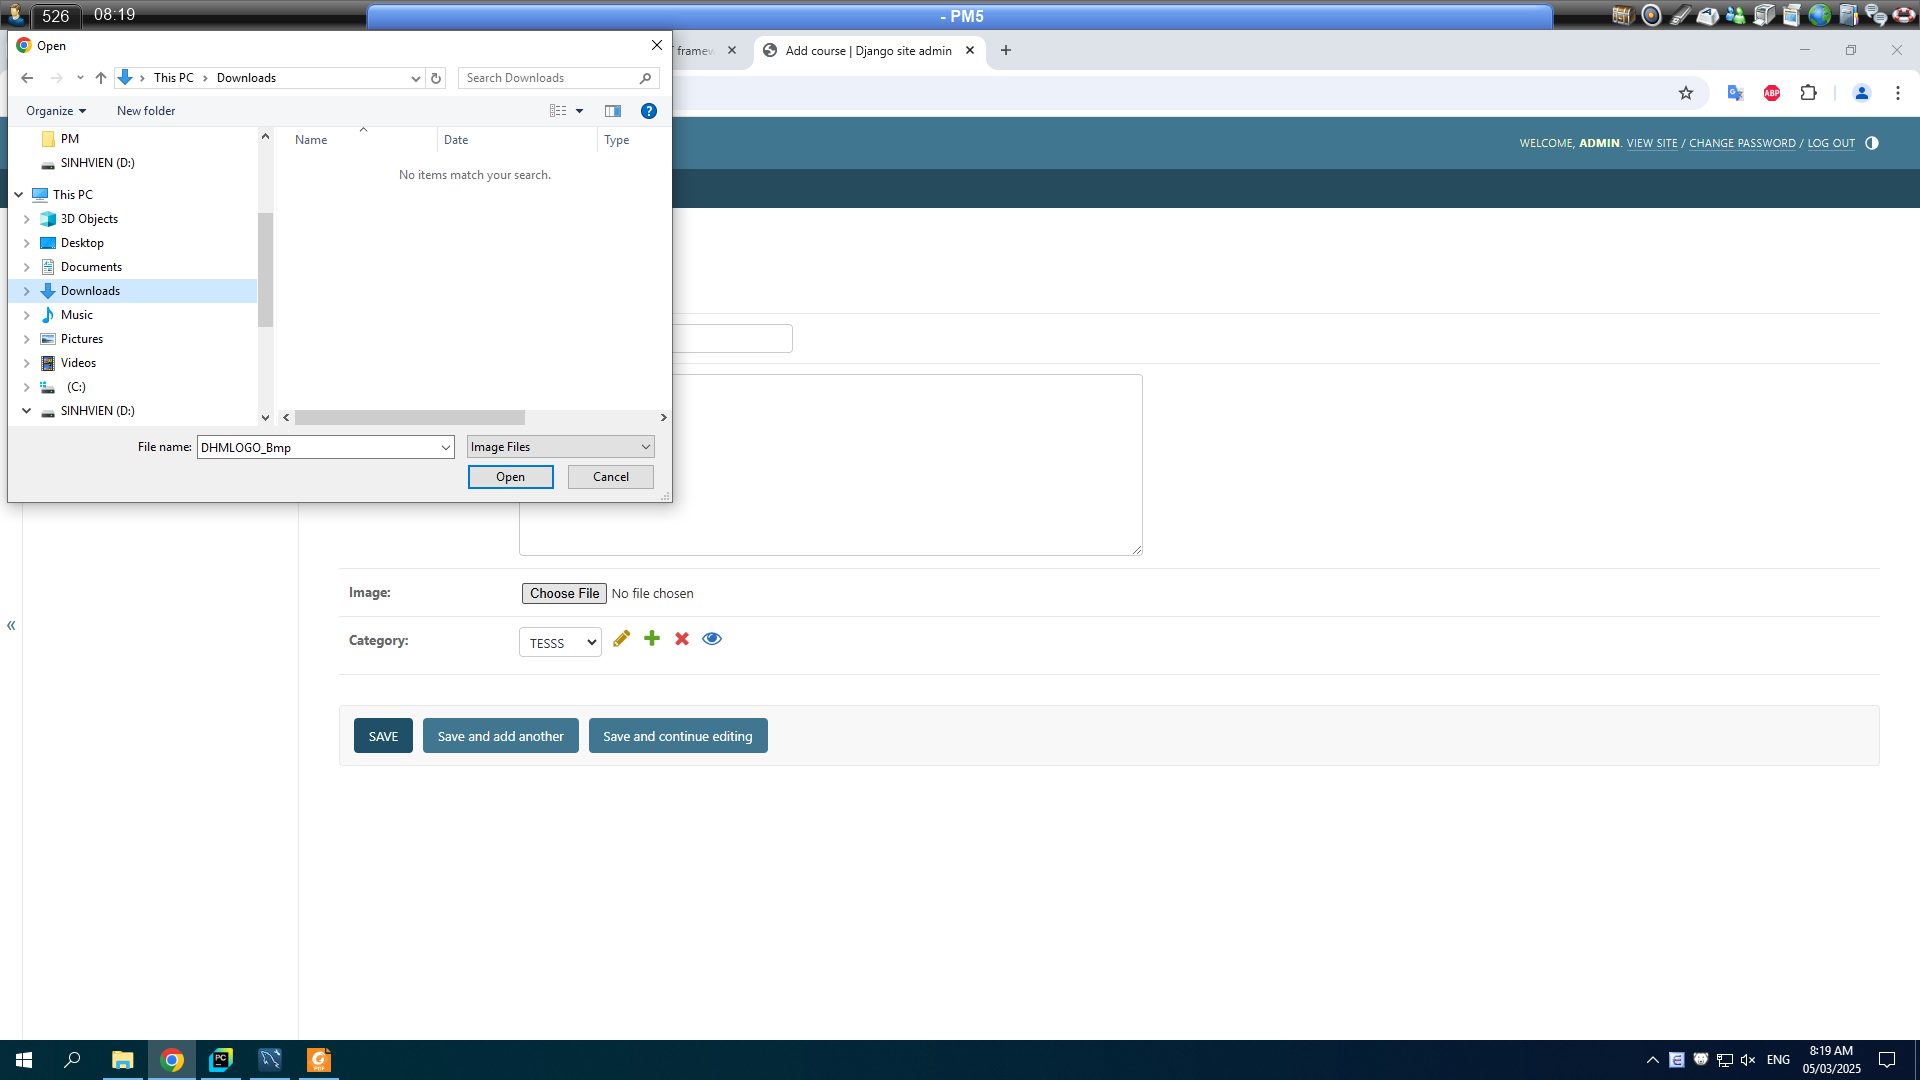 526
08:19
- PM5
Open
framew
Add course | Django site admin
This PC
Downloads
Search Downloads
Organize
New folder
ABP
PM
SINHVIEN (D:)
This PC
3D Objects
Desktop
Documents
Downloads
Music
Pictures
Videos
(C:)
SINHVIEN (D:)
Name
Date
Type
No items match your search.
WELCOME, ADMIN. VIEW SITE / CHANGE PASSWORD / LOG OUT
File name:
DHMLOGO_Bmp
Image Files
Open
Cancel
Image:
Choose File
No file chosen
Category:
TESSS
SAVE
Save and add another
Save and continue editing
ENG
8:19 AM
05/03/2025